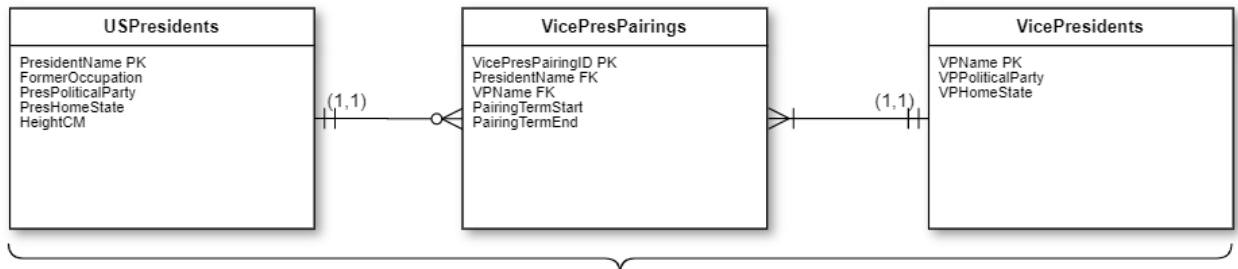 USPresidents
PresidentName PK
FormerOccupation
PresPoliticalParty
PresHomeState
HeightCM
(1,1)
VicePresPairings
VicePresPairingID PK
PresidentName FK
VPName FK
PairingTermStart
PairingTermEnd
(1,1)
VicePresidents
VPName PK
VPPoliticalParty
VPHomeState